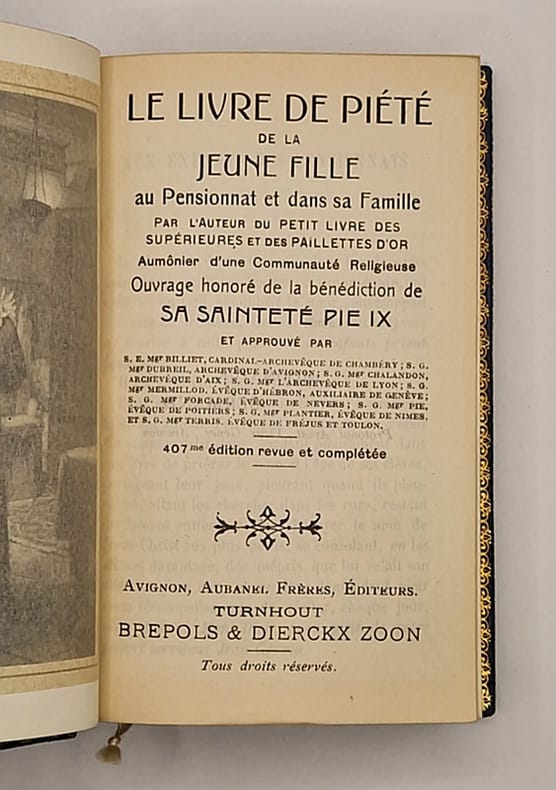 LE LIVRE DE PIÉTÉ
DE LA
JEUNE FILLE
au Pensionnat et dans sa Famille
PAR L'AUTEUR DU PETIT LIVRE DES
SUPÉRIEURES ET DES PAILLETTES D'OR
Aumônier d'une Communauté Religieuse
Ouvrage honoré de la bénédiction de
SA SAINTETÉ PIE IX
ET APPROUVÉ PAR
S. E. Mgr BILLIET, CARDINAL-ARCHEVÊQUE DE CHAMBÉRY; S. G.
Mgr DUBREIL, ARCHEVÊQUE D'AVIGNON; S. G. Mgr CHALANDON,
ARCHEVÊQUE D'AIX; S. G. Mgr L'ARCHEVÊQUE DE LYON; S. G.
Mgr MERMILLOD, ÉVÊQUE D'HÉBRON, AUXILIAIRE DE GENÈVE;
S. G. Mgr FORCADE, ÉVÊQUE DE NEVERS; S. G. Mgr PIE,
ÉVÊQUE DE POITIERS; S. G. Mgr PLANTIER, ÉVÊQUE DE NIMES,
ET S. G. Mgr TERRIS, ÉVÊQUE DE FRÉJUS ET TOULON.
407me édition revue et complétée
AVIGNON, AUBANEL FRÈRES, ÉDITEURS.
TURNHOUT
BREPOLS & DIERCKX ZOON
Tous droits réservés.